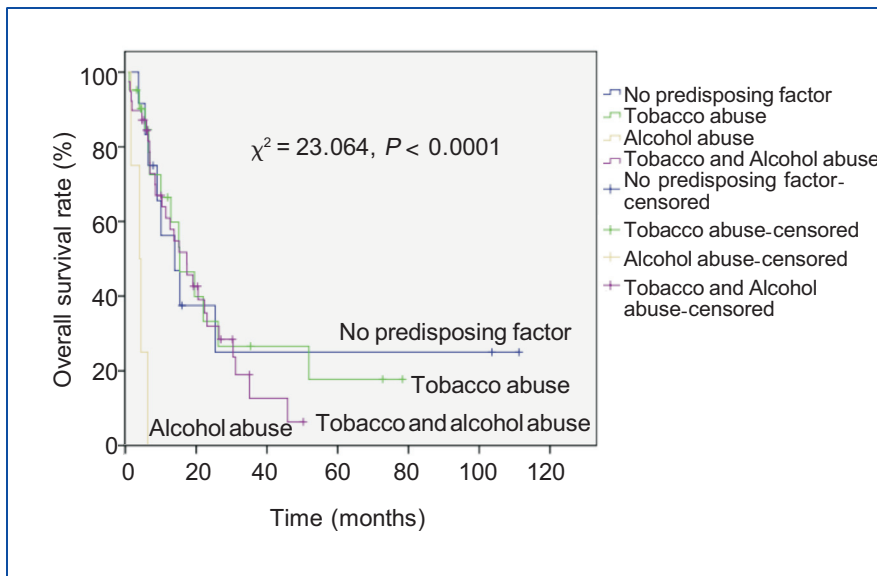 Overall survival rate (%)
100
80
60
40
20
0
χ² = 23.064, P < 0.0001
No predisposing factor
Tobacco abuse
Alcohol abuse
Tobacco and alcohol abuse
0 20 40 60 80 100 120
Time (months)
No predisposing factor
Tobacco abuse
Alcohol abuse
Tobacco and Alcohol abuse
No predisposing factor-
censored
Tobacco abuse-censored
Alcohol abuse-censored
Tobacco and Alcohol
abuse-censored